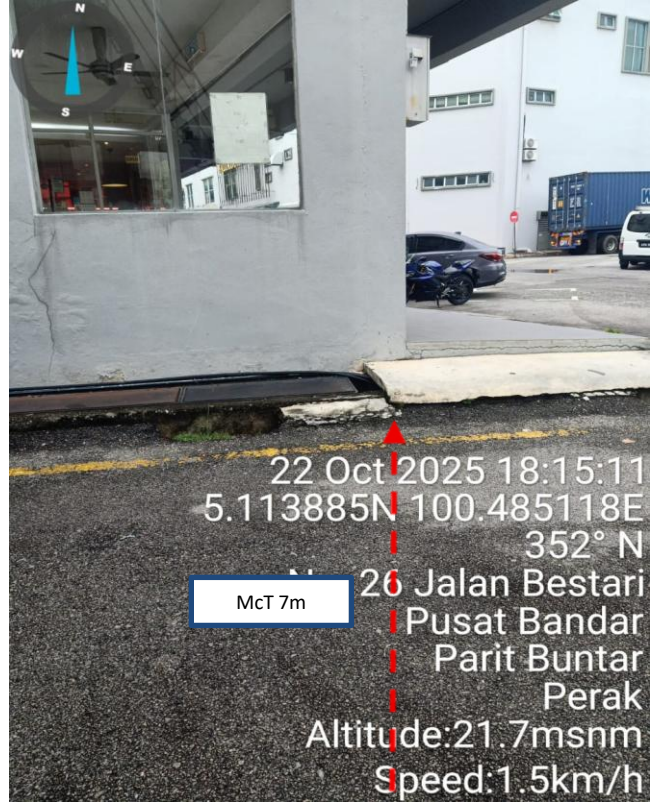 N
W
E
S
22 Oct 2025 18:15:11
5.113885N 100.485118E
352° N
26 Jalan Bestari
McT 7m
Pusat Bandar
Parit Buntar
Perak
Altitude:21.7msnm
Speed:1.5km/h